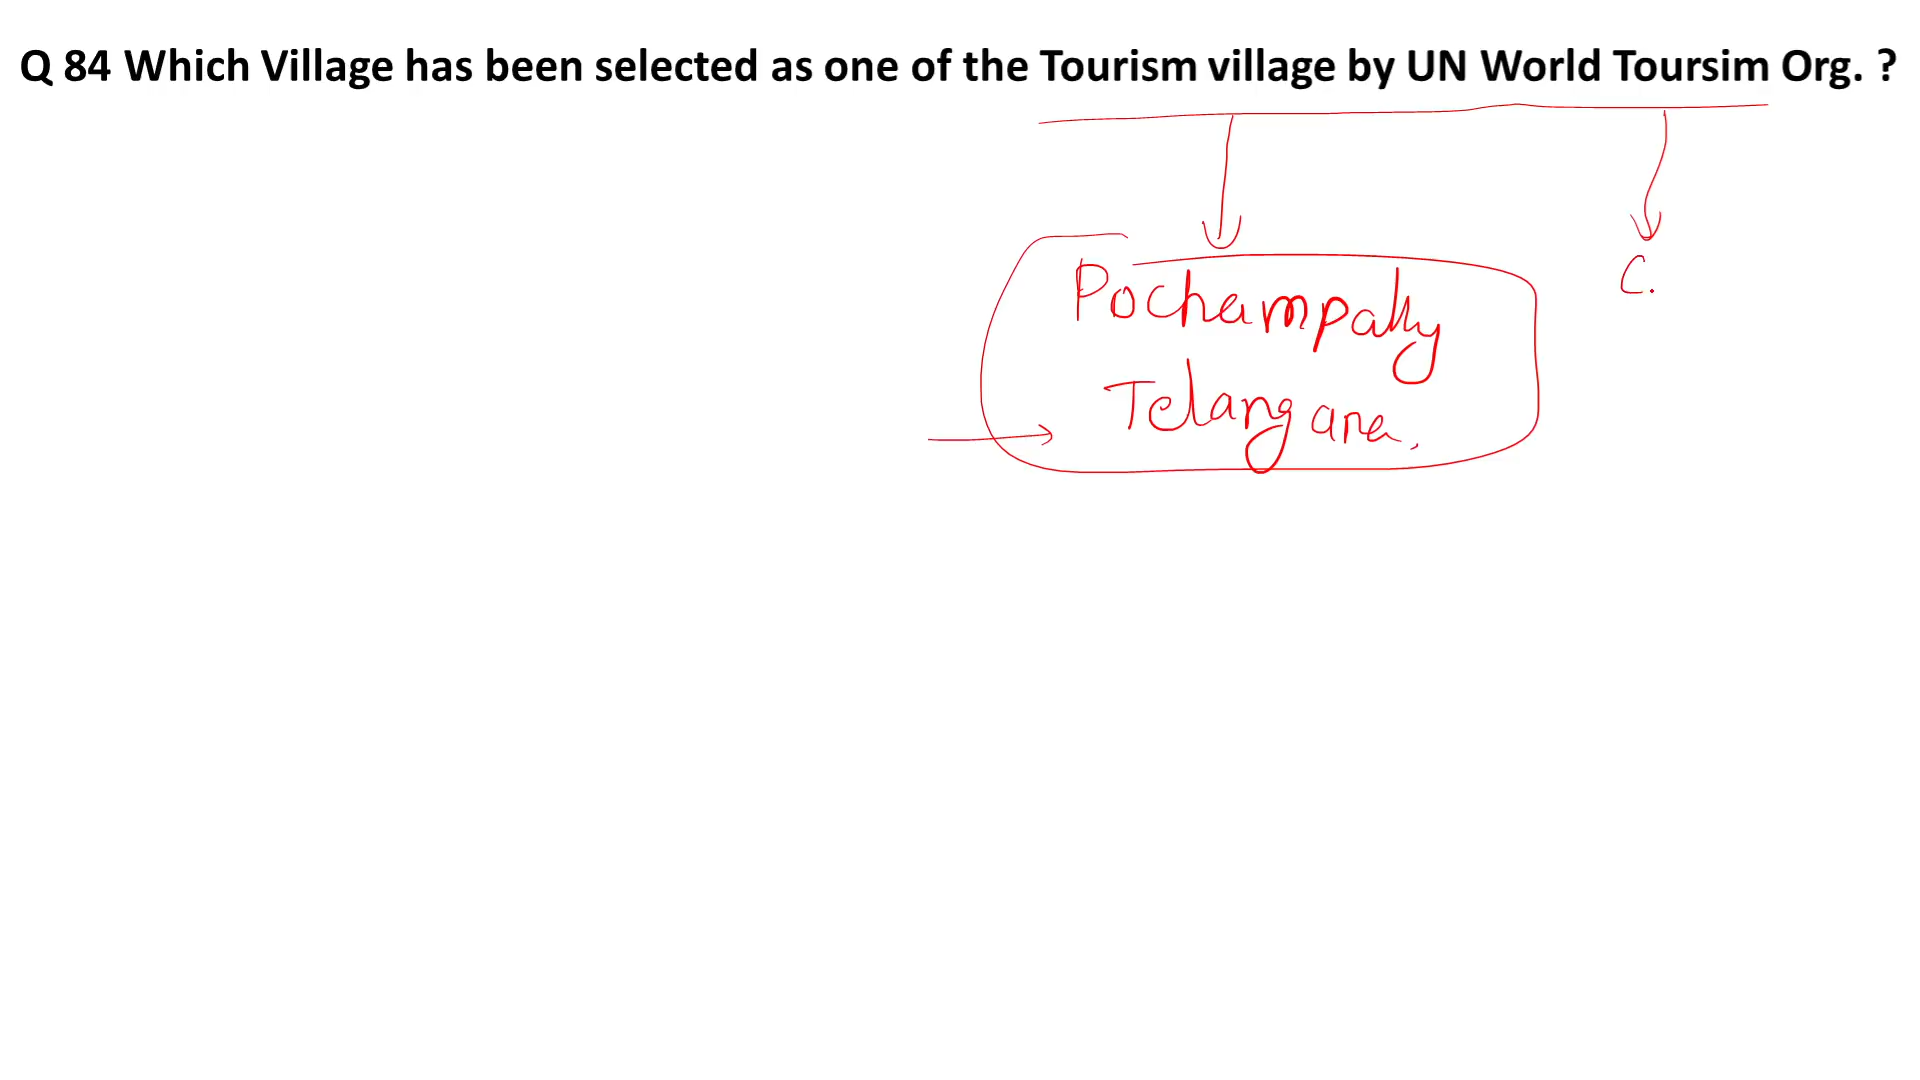 Q 84 Which Village has been selected as one of the Tourism village by UN World Toursim Org. ?
Pochampally
C.
Telangana.